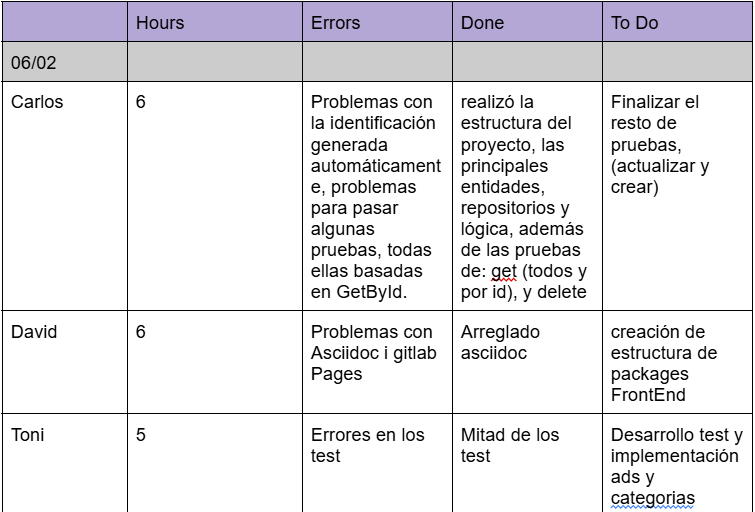 Hours Errors Done To Do
06/02
Carlos
6
Problemas con
la identificación
generada
automáticament
e, problemas
para pasar
algunas
pruebas, todas
ellas basadas
en GetById.
realizó la
estructura del
proyecto, las
principales
entidades,
repositorios y
lógica, además
de las pruebas
de: get (todos y
por id), y delete
Finalizar el
resto de
pruebas,
(actualizar y
crear)
David
6
Problemas con
Asciidoc i gitlab
Pages
Arreglado
asciidoc
creación de
estructura de
packages
FrontEnd
Toni
5
Errores en los
test
Mitad de los
test
Desarrollo test y
implementación
ads y
categorias